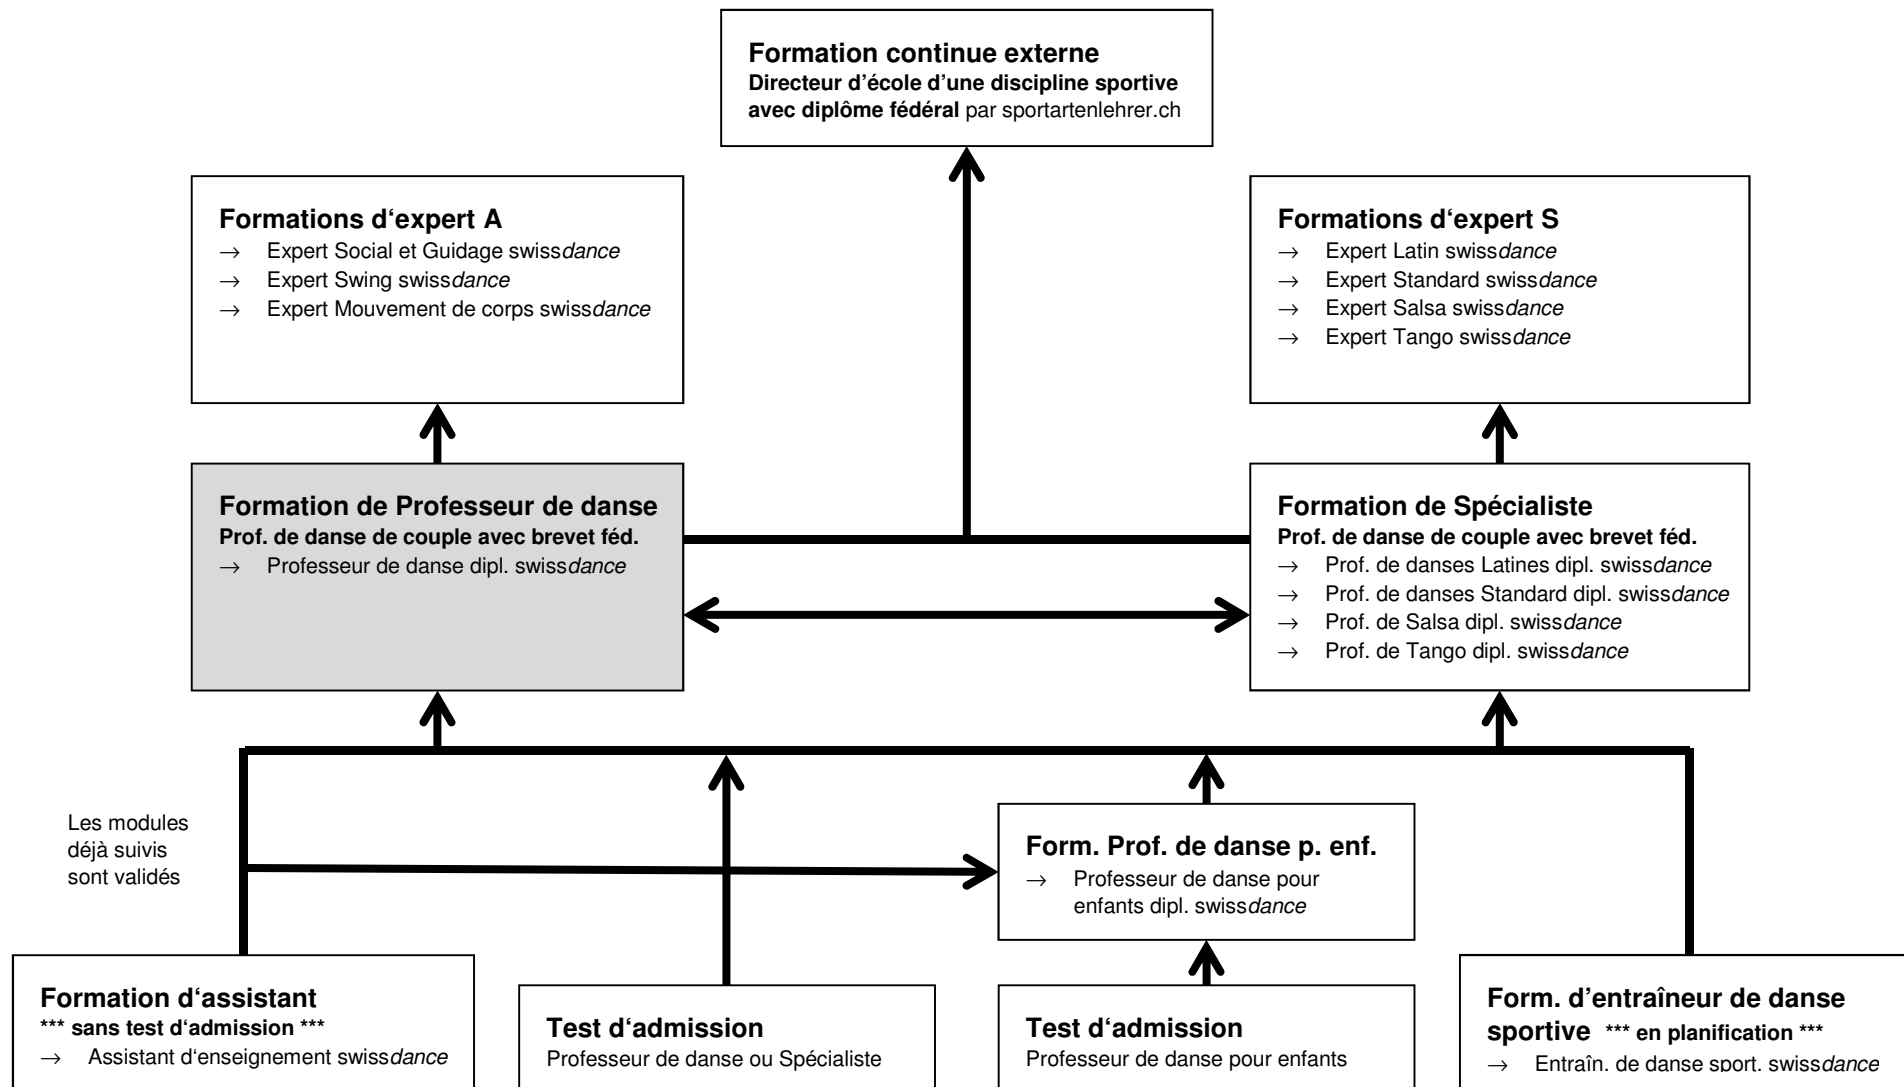 Formation continue externe
Directeur d’école d’une discipline sportive
avec diplôme fédéral par sportartenlehrer.ch
Formations d‘expert A
→ Expert Social et Guidage swissdance
→ Expert Swing swissdance
→ Expert Mouvement de corps swissdance
Formations d‘expert S
→ Expert Latin swissdance
→ Expert Standard swissdance
→ Expert Salsa swissdance
→ Expert Tango swissdance
Formation de Professeur de danse
Prof. de danse de couple avec brevet féd.
→ Professeur de danse dipl. swissdance
Formation de Spécialiste
Prof. de danse de couple avec brevet féd.
→ Prof. de danses Latines dipl. swissdance
→ Prof. de danses Standard dipl. swissdance
→ Prof. de Salsa dipl. swissdance
→ Prof. de Tango dipl. swissdance
Les modules
déjà suivis
sont validés
Form. Prof. de danse p. enf.
→ Professeur de danse pour
enfants dipl. swissdance
Formation d‘assistant
*** sans test d‘admission ***
→ Assistant d‘enseignement swissdance
Test d‘admission
Professeur de danse ou Spécialiste
Test d‘admission
Professeur de danse pour enfants
Form. d’entraîneur de danse
sportive *** en planification ***
→ Entraîn. de danse sport. swissdance